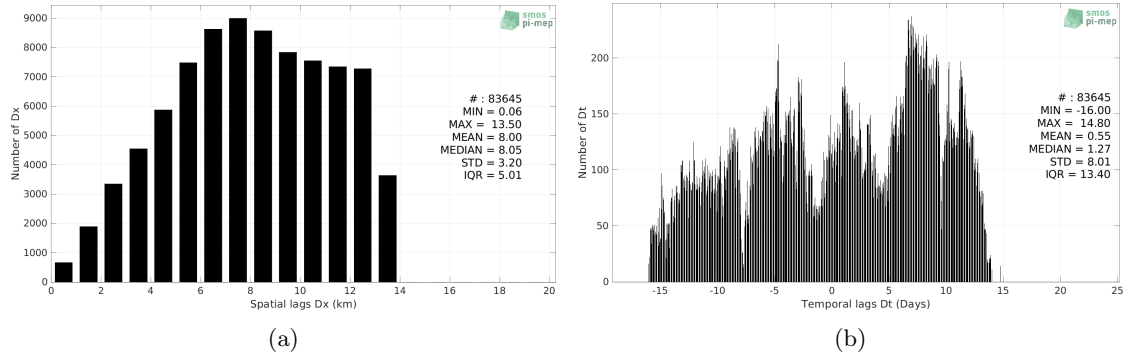 smos
pi-mep
9000
8000
7000
6000
5000
4000
3000
2000
1000
0
Number of Dx
# : 83645
MIN = 0.06
MAX = 13.50
MEAN = 8.00
MEDIAN = 8.05
STD = 3.20
IQR = 5.01
0 2 4 6 8 10 12 14 16 18 20
Spatial lags Dx (km)
(a)
smos
pi-mep
200
150
100
50
0
Number of Dt
# : 83645
MIN = -16.00
MAX = 14.80
MEAN = 0.55
MEDIAN = 1.27
STD = 8.01
IQR = 13.40
-15 -10 -5 0 5 10 15 20 25
Temporal lags Dt (Days)
(b)